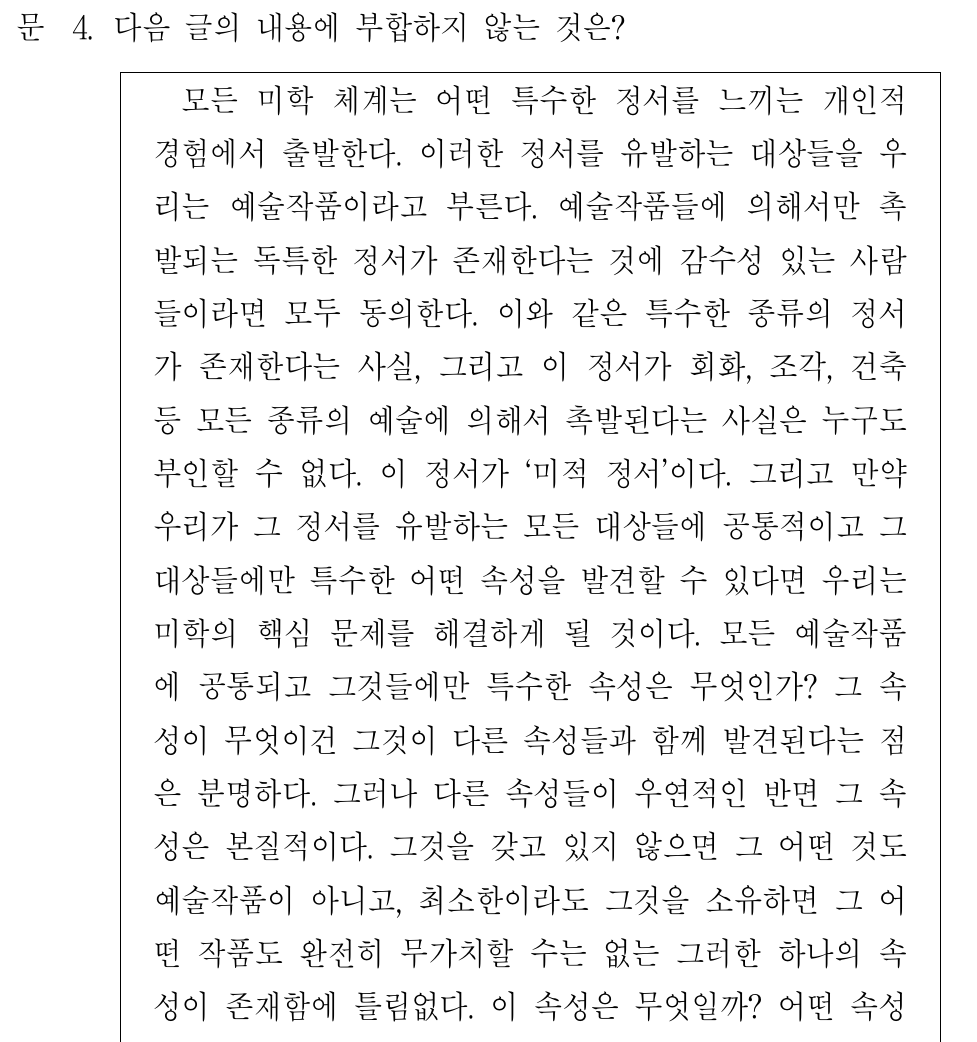 문 4. 다음 글의 내용에 부합하지 않는 것은?
모든 미학 체계는 어떤 특수한 정서를 느끼는 개인적
경험에서 출발한다. 이러한 정서를 유발하는 대상들을 우
리는 예술작품이라고 부른다. 예술작품들에 의해서만 촉
발되는 독특한 정서가 존재한다는 것에 감수성 있는 사람
들이라면 모두 동의한다. 이와 같은 특수한 종류의 정서
가 존재한다는 사실, 그리고 이 정서가 회화, 조각, 건축
등 모든 종류의 예술에 의해서 촉발된다는 사실은 누구도
부인할 수 없다. 이 정서가 ‘미적 정서’이다. 그리고 만약
우리가 그 정서를 유발하는 모든 대상들에 공통적이고 그
대상들에만 특수한 어떤 속성을 발견할 수 있다면 우리는
미학의 핵심 문제를 해결하게 될 것이다. 모든 예술작품
에 공통되고 그것들에만 특수한 속성은 무엇인가? 그 속
성이 무엇이건 그것이 다른 속성들과 함께 발견된다는 점
은 분명하다. 그러나 다른 속성들이 우연적인 반면 그 속
성은 본질적이다. 그것을 갖고 있지 않으면 그 어떤 것도
예술작품이 아니고, 최소한이라도 그것을 소유하면 그 어
떤 작품도 완전히 무가치할 수는 없는 그러한 하나의 속
성이 존재함에 틀림없다. 이 속성은 무엇일까? 어떤 속성